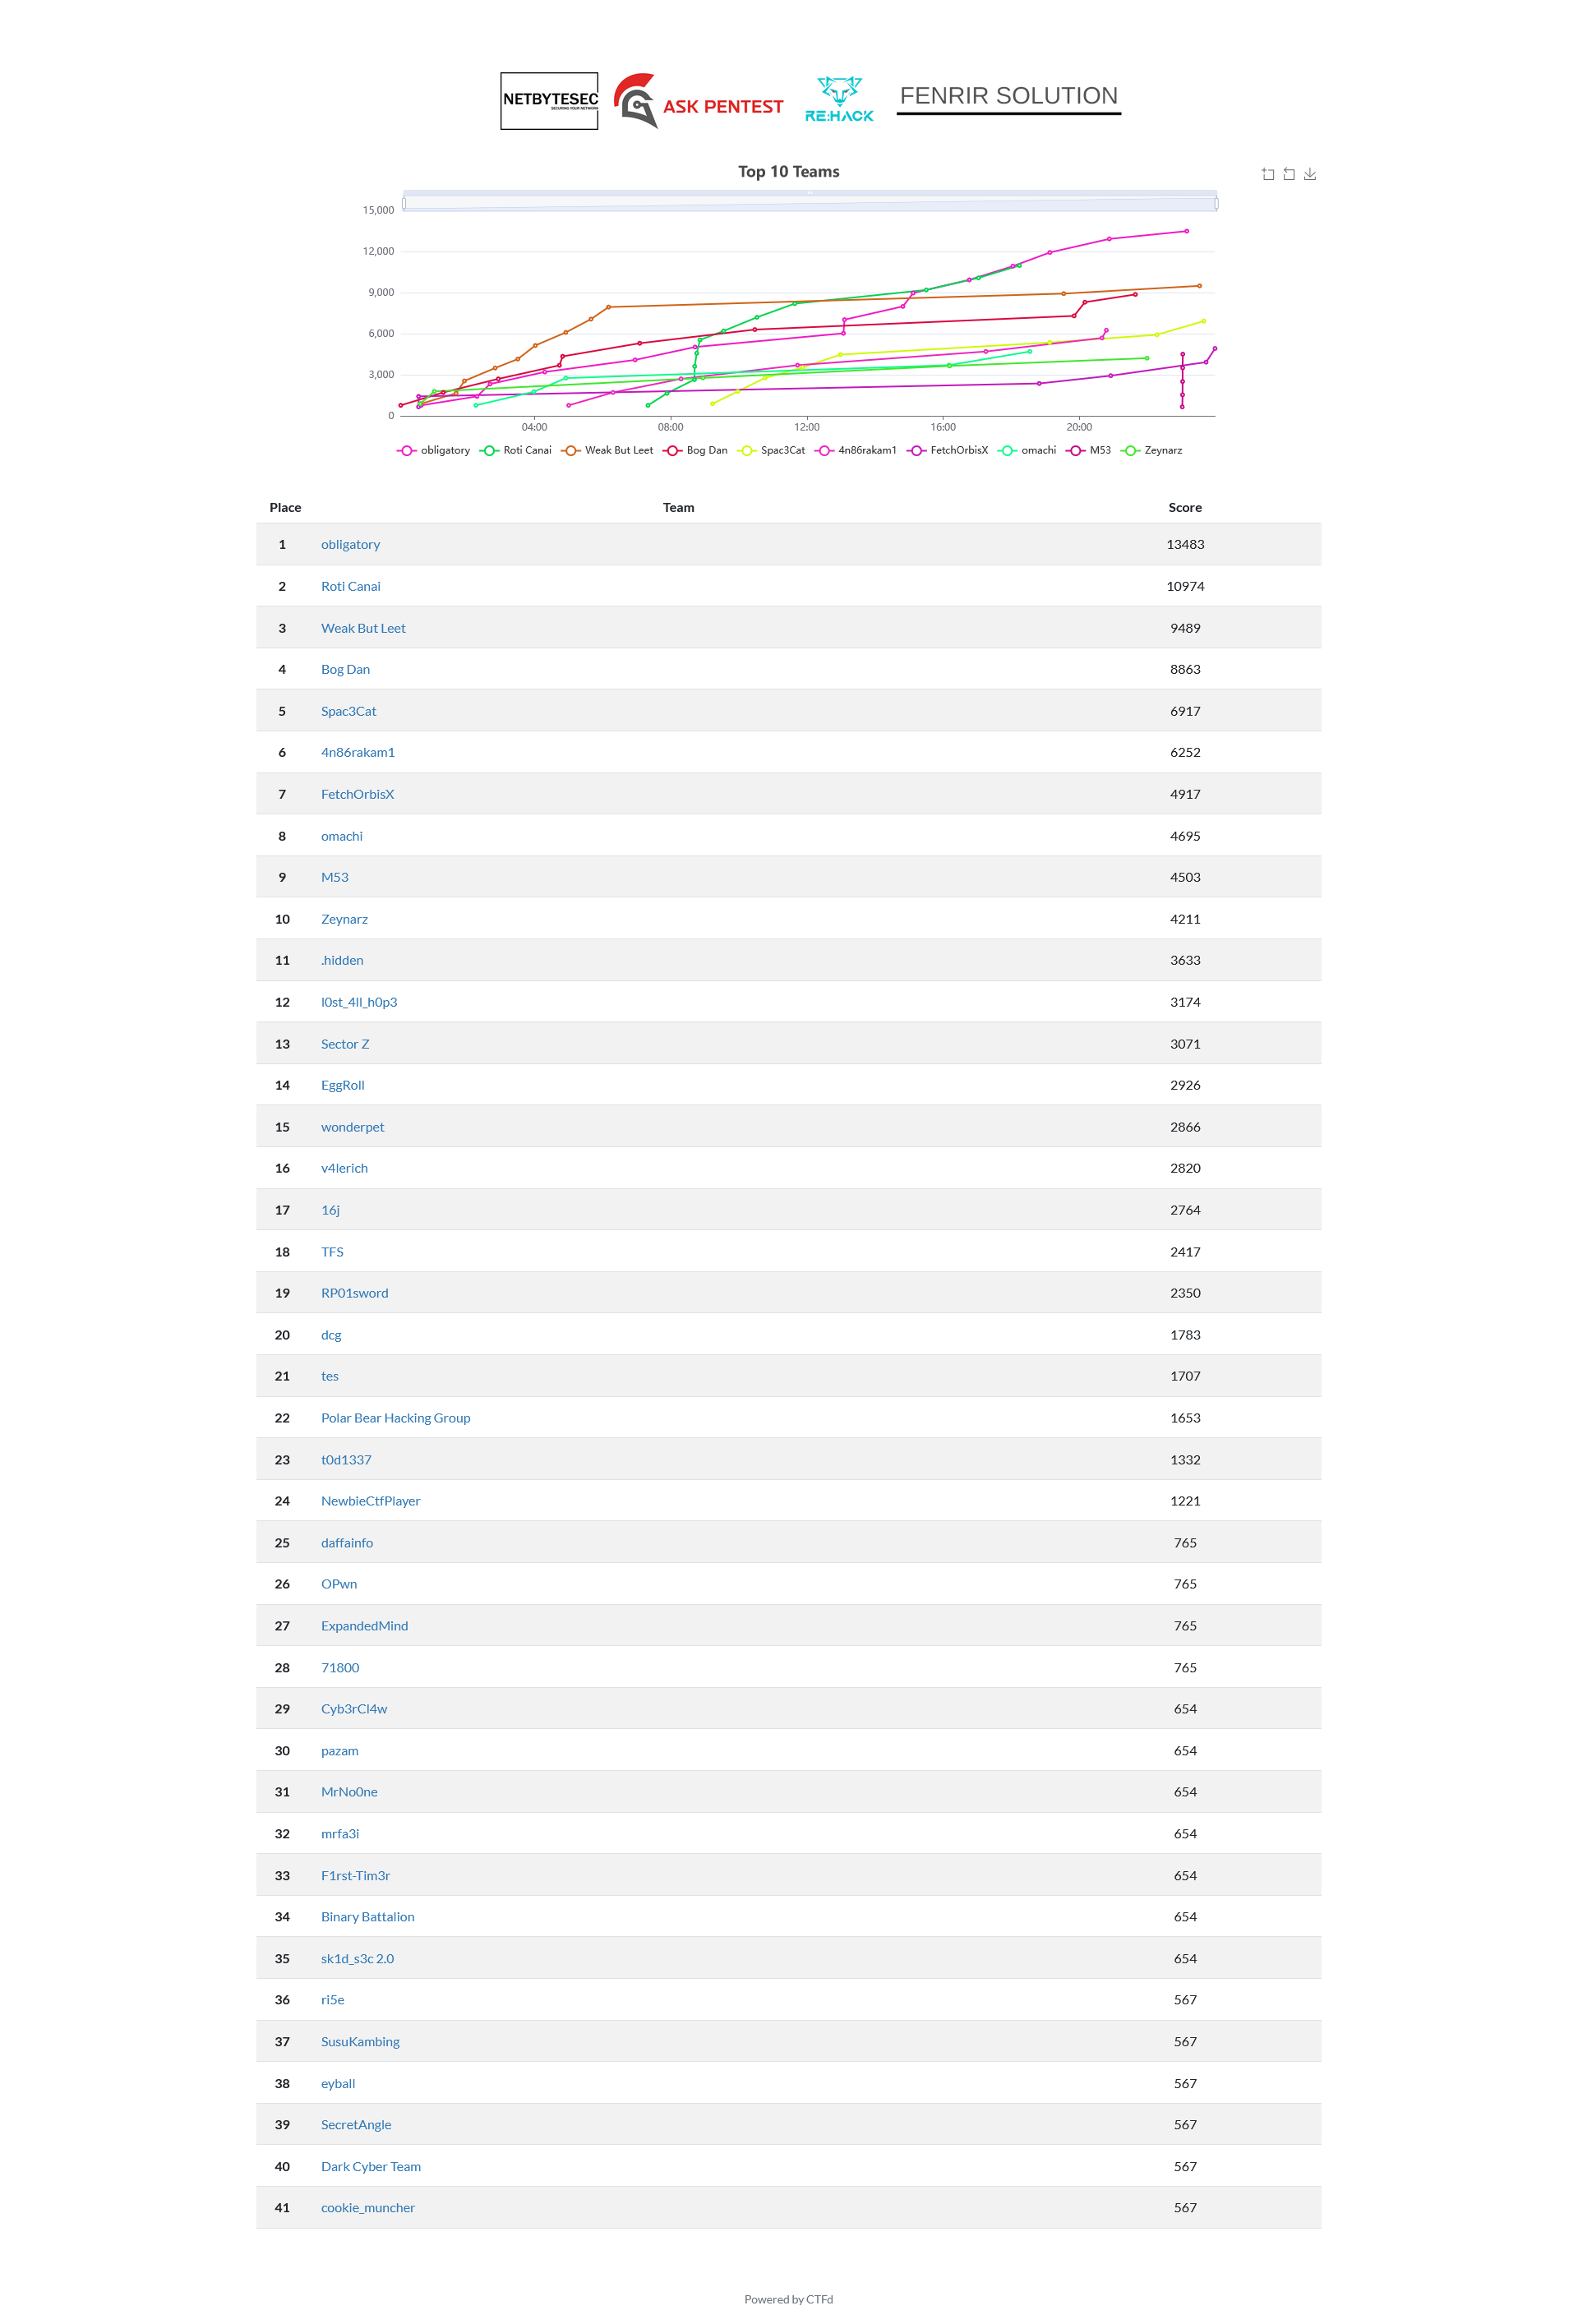 NETBYTESEC
SECURING YOUR NETWORK
ASK PENTEST
RE:HACK
FENRIR SOLUTION
Top 10 Teams
15,000
12,000
9,000
6,000
3,000
0
04:00 08:00 12:00 16:00 20:00
obligatory Roti Canai Weak But Leet Bog Dan Spac3Cat 4n86rakam1 FetchOrbisX omachi M53 Zeynarz
Place Team Score
1 obligatory 13483
2 Roti Canai 10974
3 Weak But Leet 9489
4 Bog Dan 8863
5 Spac3Cat 6917
6 4n86rakam1 6252
7 FetchOrbisX 4917
8 omachi 4695
9 M53 4503
10 Zeynarz 4211
11 .hidden 3633
12 l0st_4ll_h0p3 3174
13 Sector Z 3071
14 EggRoll 2926
15 wonderpet 2866
16 v4lerich 2820
17 16j 2764
18 TFS 2417
19 RP01sword 2350
20 dcg 1783
21 tes 1707
22 Polar Bear Hacking Group 1653
23 t0d1337 1332
24 NewbieCtfPlayer 1221
25 daffainfo 765
26 OPwn 765
27 ExpandedMind 765
28 71800 765
29 Cyb3rCl4w 654
30 pazam 654
31 MrNo0ne 654
32 mrfa3i 654
33 F1rst-Tim3r 654
34 Binary Battalion 654
35 sk1d_s3c 2.0 654
36 ri5e 567
37 SusuKambing 567
38 eyball 567
39 SecretAngle 567
40 Dark Cyber Team 567
41 cookie_muncher 567
Powered by CTFd